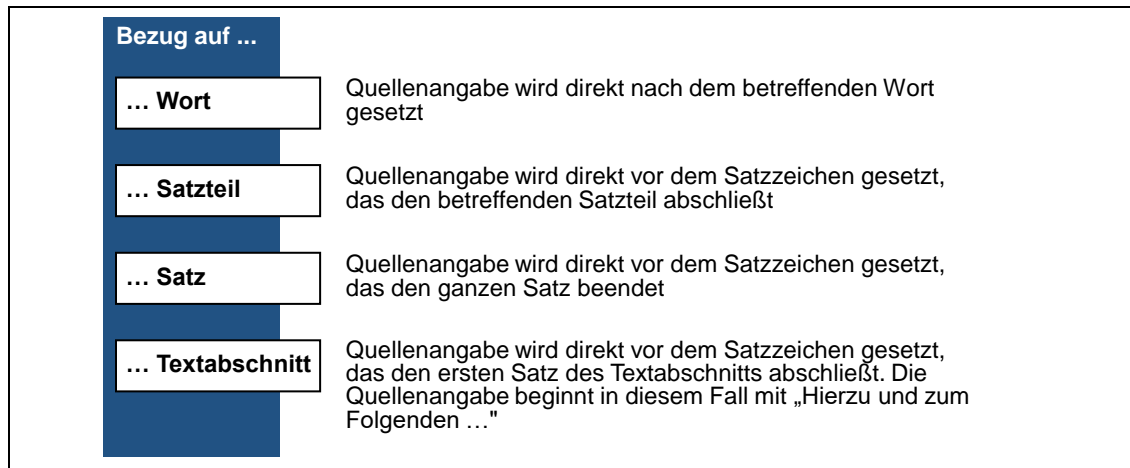 Bezug auf ...
... Wort
Quellenangabe wird direkt nach dem betreffenden Wort
gesetzt
… Satzteil
Quellenangabe wird direkt vor dem Satzzeichen gesetzt,
das den betreffenden Satzteil abschließt
… Satz
Quellenangabe wird direkt vor dem Satzzeichen gesetzt,
das den ganzen Satz beendet
… Textabschnitt
Quellenangabe wird direkt vor dem Satzzeichen gesetzt,
das den ersten Satz des Textabschnitts abschließt. Die
Quellenangabe beginnt in diesem Fall mit „Hierzu und zum
Folgenden …"